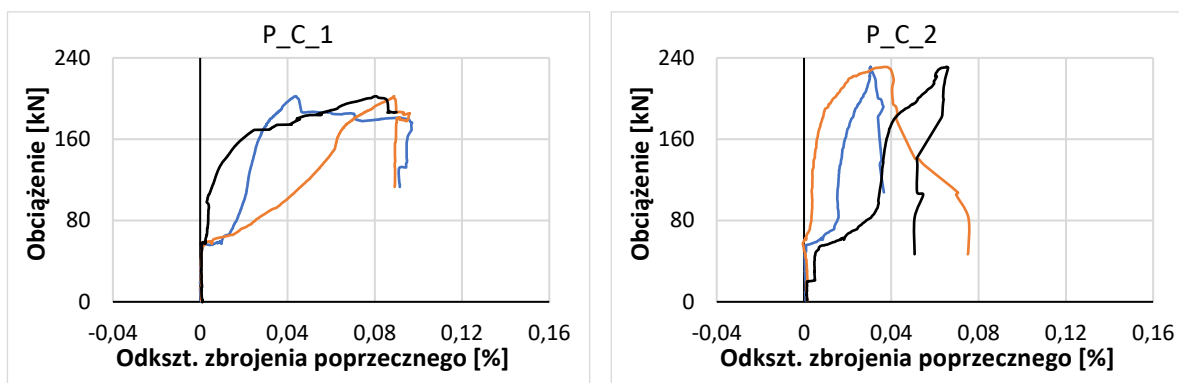 P_C_1
240
160
80
0
-0,04 0 0,04 0,08 0,12 0,16
Obciążenie [kN]
Odkszt. zbrojenia poprzecznego [%]
P_C_2
240
160
80
0
-0,04 0 0,04 0,08 0,12 0,16
Obciążenie [kN]
Odkszt. zbrojenia poprzecznego [%]